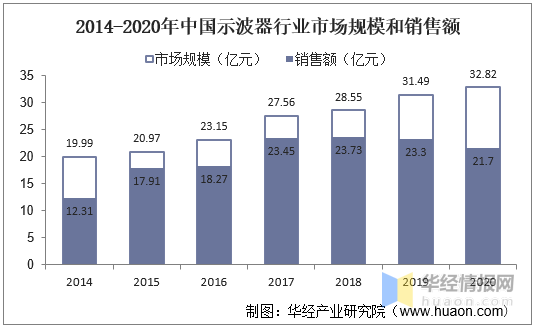 2014-2020年中国示波器行业市场规模和销售额
市场规模（亿元） 销售额（亿元）
35
30
25
20
15
10
5
0
19.99 20.97 23.15 27.56 28.55 31.49 32.82
12.31 17.91 18.27 23.45 23.73 23.3 21.7
2014 2015 2016 2017 2018 2019 2020
华经情报网
huaon.com
制图：华经产业研究院（www.huaon.com）